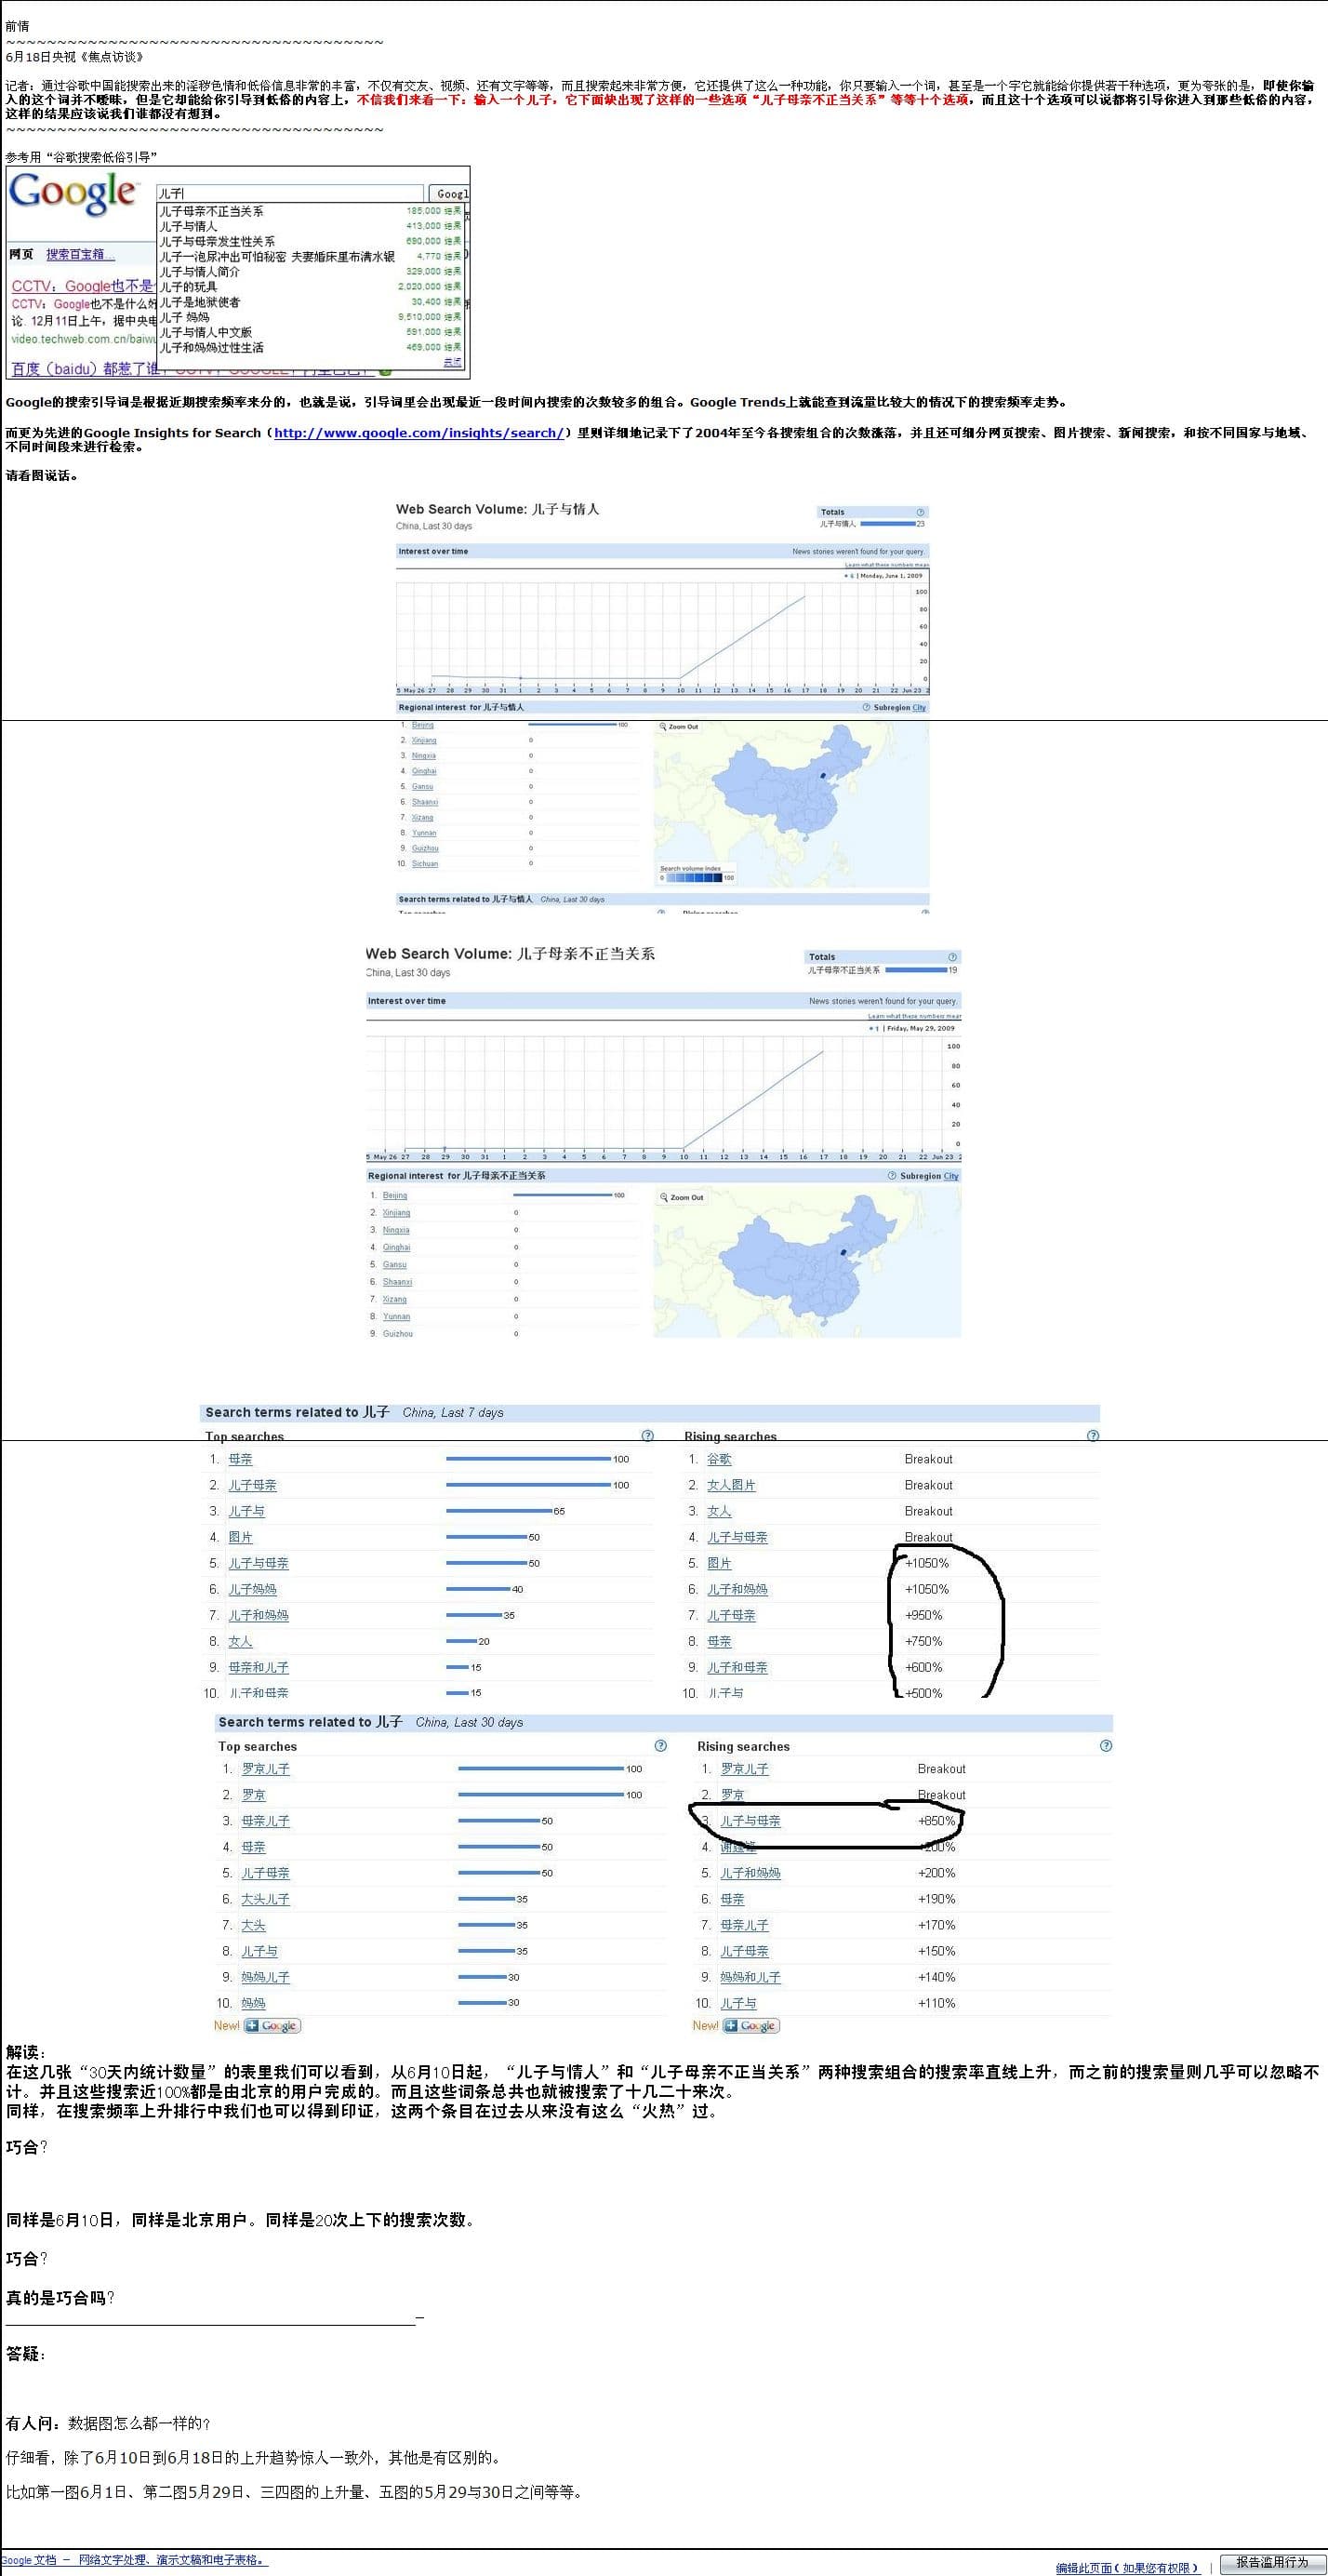 前情
~~~~~~~~~~~~~~~~~~~~~~~~~~~~~~~~~~~~~
6月18日央视《焦点访谈》
记者：通过谷歌中国能搜索出来的淫秽色情和低俗信息非常的丰富，不仅有交友、视频、还有文字等等，而且搜索起来非常方便，它还提供了这么一种功能，你只要输入一个词，甚至是一个字它就能给你提供若干种选项，更为夸张的是，即使你输
入的这个词并不暧昧，但是它却能给你引导到低俗的内容上，不信我们来看一下：输入一个儿子，它下面缺出现了这样的一些选项“儿子母亲不正当关系”等等十个选项，而且这十个选项可以说都将引导你进入到那些低俗的内容，
这样的结果应该说我们谁都没有想到。
~~~~~~~~~~~~~~~~~~~~~~~~~~~~~~~~~~~~~
参考用“谷歌搜索低俗引导”
Google 儿子 Googl
儿子母亲不正当关系 185,000 结果
儿子与情人 413,000 结果
儿子与母亲发生性关系 690,000 结果
网页 搜索百宝箱...
儿子一泡尿冲出可怕秘密 夫妻婚床里布满水银 4,770 结果
儿子与情人简介 329,000 结果
CCTV：Google也不是
儿子的玩具 2,020,000 结果
CCTV：Google也不是什么好
儿子是地狱使者 30,400 结果
论. 12月11日上午，据中央电
儿子 妈妈 9,510,000 结果
video.techweb.com.cn/baiwu
儿子与情人中文版 591,000 结果
儿子和妈妈过性生活 469,000 结果
关闭
百度（baidu）都惹了谁
Google的搜索引导词是根据近期搜索频率来分的，也就是说，引导词里会出现最近一段时间内搜索的次数较多的组合。Google Trends上就能查到流量比较大的情况下的搜索频率走势。
而更为先进的Google Insights for Search（http://www.google.com/insights/search/）里则详细地记录下了2004年至今各搜索组合的次数涨落，并且还可细分网页搜索、图片搜索、新闻搜索，和按不同国家与地域、
不同时间段来进行检索。
请看图说话。
Web Search Volume: 儿子与情人
China, Last 30 days
Totals
儿子与情人 23
Interest over time News stories weren't found for your query.
Learn what these numbers mean
6 | Monday, June 1, 2009
100
80
60
40
20
0
5 May 26 27 28 29 30 31 1 2 3 4 5 6 7 8 9 10 11 12 13 14 15 16 17 18 19 20 21 22 Jun 23 2
Regional interest for 儿子与情人 Subregion City
1. Beijing 100
2. Xinjiang 0
3. Ningxia 0
4. Qinghai 0
5. Gansu 0
6. Shaanxi 0
7. Xizang 0
8. Yunnan 0
9. Guizhou 0
10. Sichuan 0
Zoom Out
Search volume index
0 100
Search terms related to 儿子与情人 China, Last 30 days
Top searches Rising searches
Web Search Volume: 儿子母亲不正当关系
China, Last 30 days
Totals
儿子母亲不正当关系 19
Interest over time News stories weren't found for your query.
Learn what these numbers mean
1 | Friday, May 29, 2009
100
80
60
40
20
0
5 May 26 27 28 29 30 31 1 2 3 4 5 6 7 8 9 10 11 12 13 14 15 16 17 18 19 20 21 22 Jun 23 2
Regional interest for 儿子母亲不正当关系 Subregion City
1. Beijing 100
2. Xinjiang 0
3. Ningxia 0
4. Qinghai 0
5. Gansu 0
6. Shaanxi 0
7. Xizang 0
8. Yunnan 0
9. Guizhou 0
Zoom Out
Search terms related to 儿子 China, Last 7 days
Top searches Rising searches
1. 母亲 100 1. 谷歌 Breakout
2. 儿子母亲 100 2. 女人图片 Breakout
3. 儿子与 65 3. 女人 Breakout
4. 图片 50 4. 儿子与母亲 Breakout
5. 儿子与母亲 50 5. 图片 +1050%
6. 儿子妈妈 40 6. 儿子和妈妈 +1050%
7. 儿子和妈妈 35 7. 儿子母亲 +950%
8. 女人 20 8. 母亲 +750%
9. 母亲和儿子 15 9. 儿子和母亲 +600%
10. 儿子和母亲 15 10. 儿子与 +500%
Search terms related to 儿子 China, Last 30 days
Top searches Rising searches
1. 罗京儿子 100 1. 罗京儿子 Breakout
2. 罗京 100 2. 罗京 Breakout
3. 母亲儿子 50 3. 儿子与母亲 +850%
4. 母亲 50 4. 谢逢锋 +200%
5. 儿子母亲 50 5. 儿子和妈妈 +200%
6. 大头儿子 35 6. 母亲 +190%
7. 大头 35 7. 母亲儿子 +170%
8. 儿子与 35 8. 儿子母亲 +150%
9. 妈妈儿子 30 9. 妈妈和儿子 +140%
10. 妈妈 30 10. 儿子与 +110%
New! Google New! Google
解读：
在这几张“30天内统计数量”的表里我们可以看到，从6月10日起，“儿子与情人”和“儿子母亲不正当关系”两种搜索组合的搜索率直线上升，而之前的搜索量则几乎可以忽略不
计。并且这些搜索近100%都是由北京的用户完成的。而且这些词条总共也就被搜索了十几二十来次。
同样，在搜索频率上升排行中我们也可以得到印证，这两个条目在过去从来没有这么“火热”过。
巧合？
同样是6月10日，同样是北京用户。同样是20次上下的搜索次数。
巧合？
真的是巧合吗？
答疑：
有人问：数据图怎么都一样的？
仔细看，除了6月10日到6月18日的上升趋势惊人一致外，其他是有区别的。
比如第一图6月1日、第二图5月29日、三四图的上升量、五图的5月29与30日之间等等。
Google 文档 — 网络文字处理、演示文稿和电子表格。
编辑此页面（如果您有权限） | 报告滥用行为